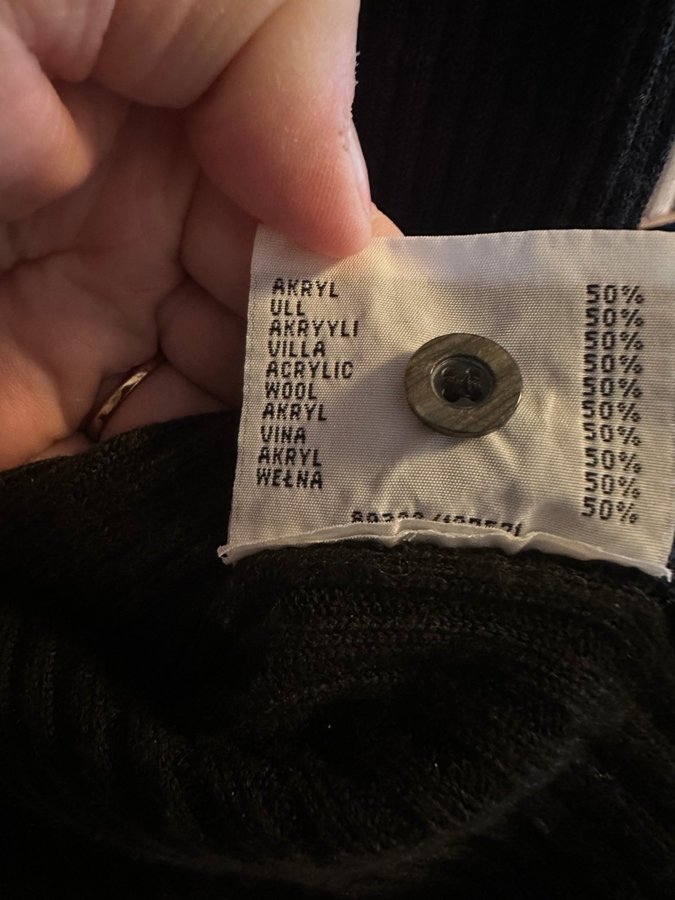 AKRYL 50%
ULL 50%
AKRYYLI 50%
VILLA 50%
ACRYLIC 50%
WOOL 50%
AKRYL 50%
VINA 50%
AKRYL 50%
WEŁNA 50%